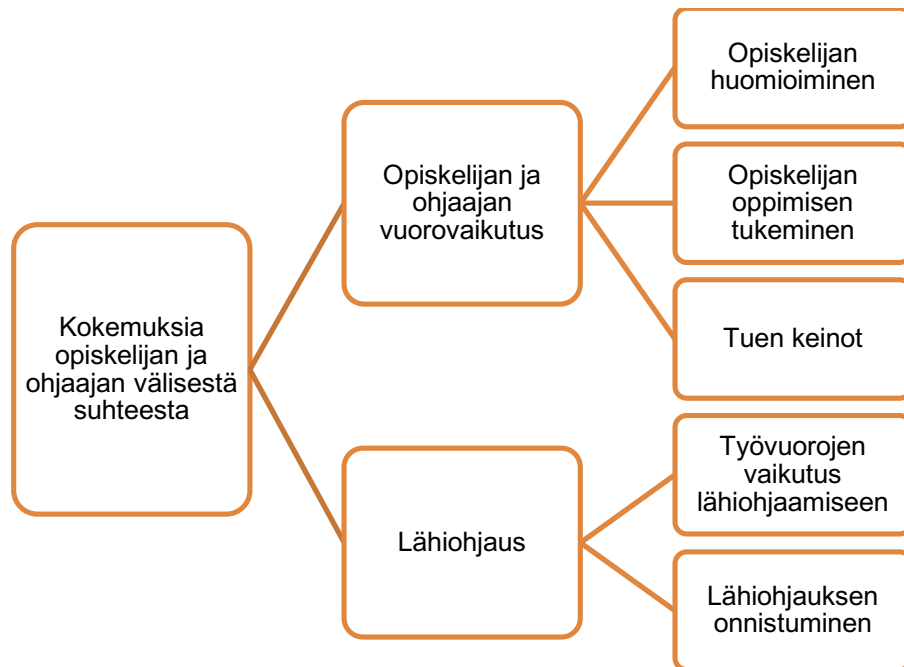 Kokemuksia
opiskelijan ja
ohjaajan välisestä
suhteesta
Opiskelijan ja
ohjaajan
vuorovaikutus
Opiskelijan
huomioiminen
Opiskelijan
oppimisen
tukeminen
Tuen keinot
Lähiohjaus
Työvuorojen
vaikutus
lähiohjaamiseen
Lähiohjauksen
onnistuminen